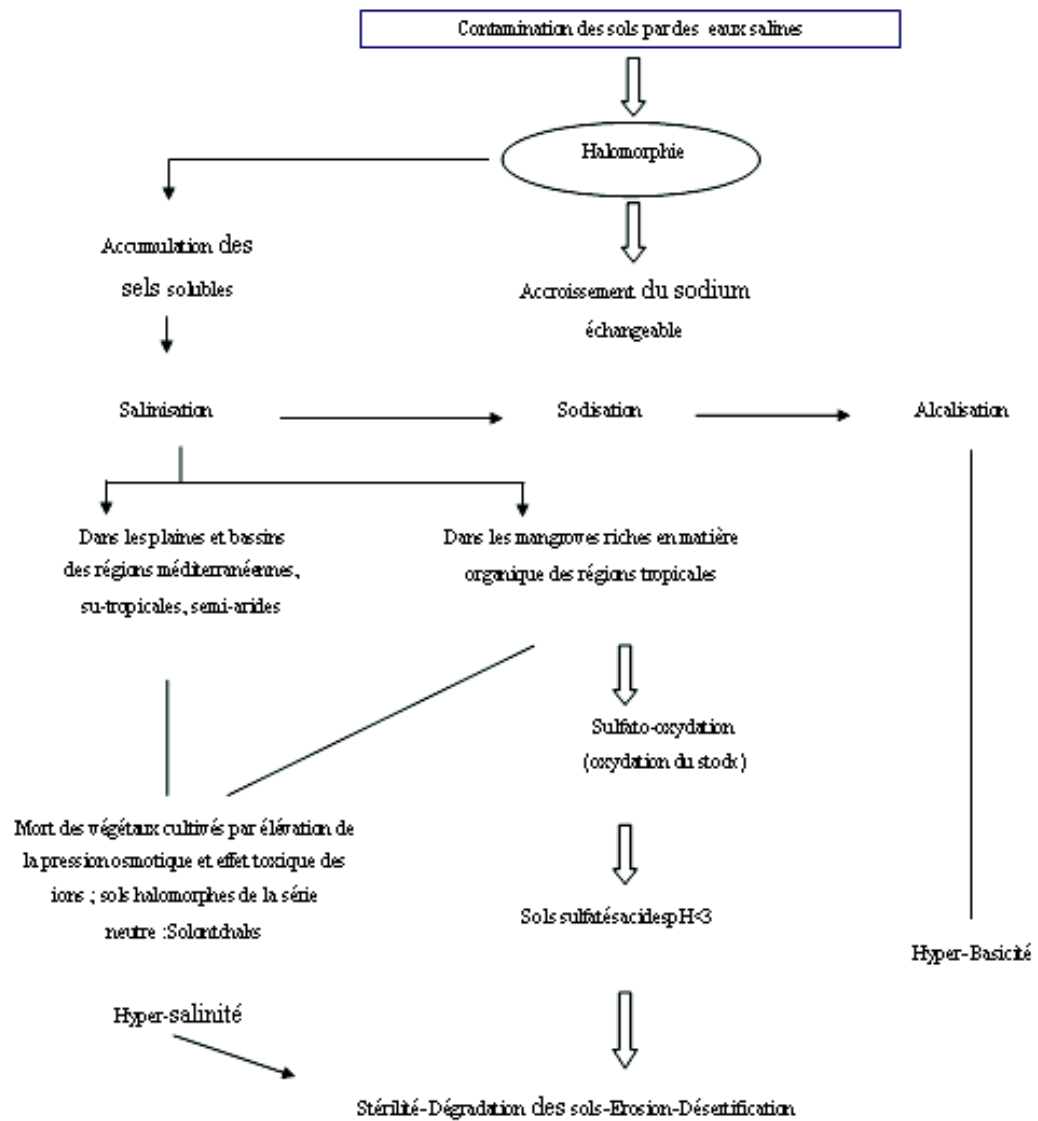 Contamination des sols par des eaux salines
Halomorphie
Accumulation des
sels solubles
Accroissement du sodium
échangeable
Salinisation
Sodisation
Alcalisation
Dans les plaines et bassins
des régions méditerranéennes,
su-tropicales, semi-arides
Dans les mangroves riches en matière
organique des régions tropicales
Sulfato-oxydation
(oxydation du stock)
Mort des végétaux cultivés par élévation de
la pression osmotique et effet toxique des
ions ; sols halomorphes de la série
neutre :Solontchaks
Sols sulfatésacidespH<3
Hyper-Basicité
Hyper-salinité
Stérilité-Dégradation des sols-Erosion-Désertification